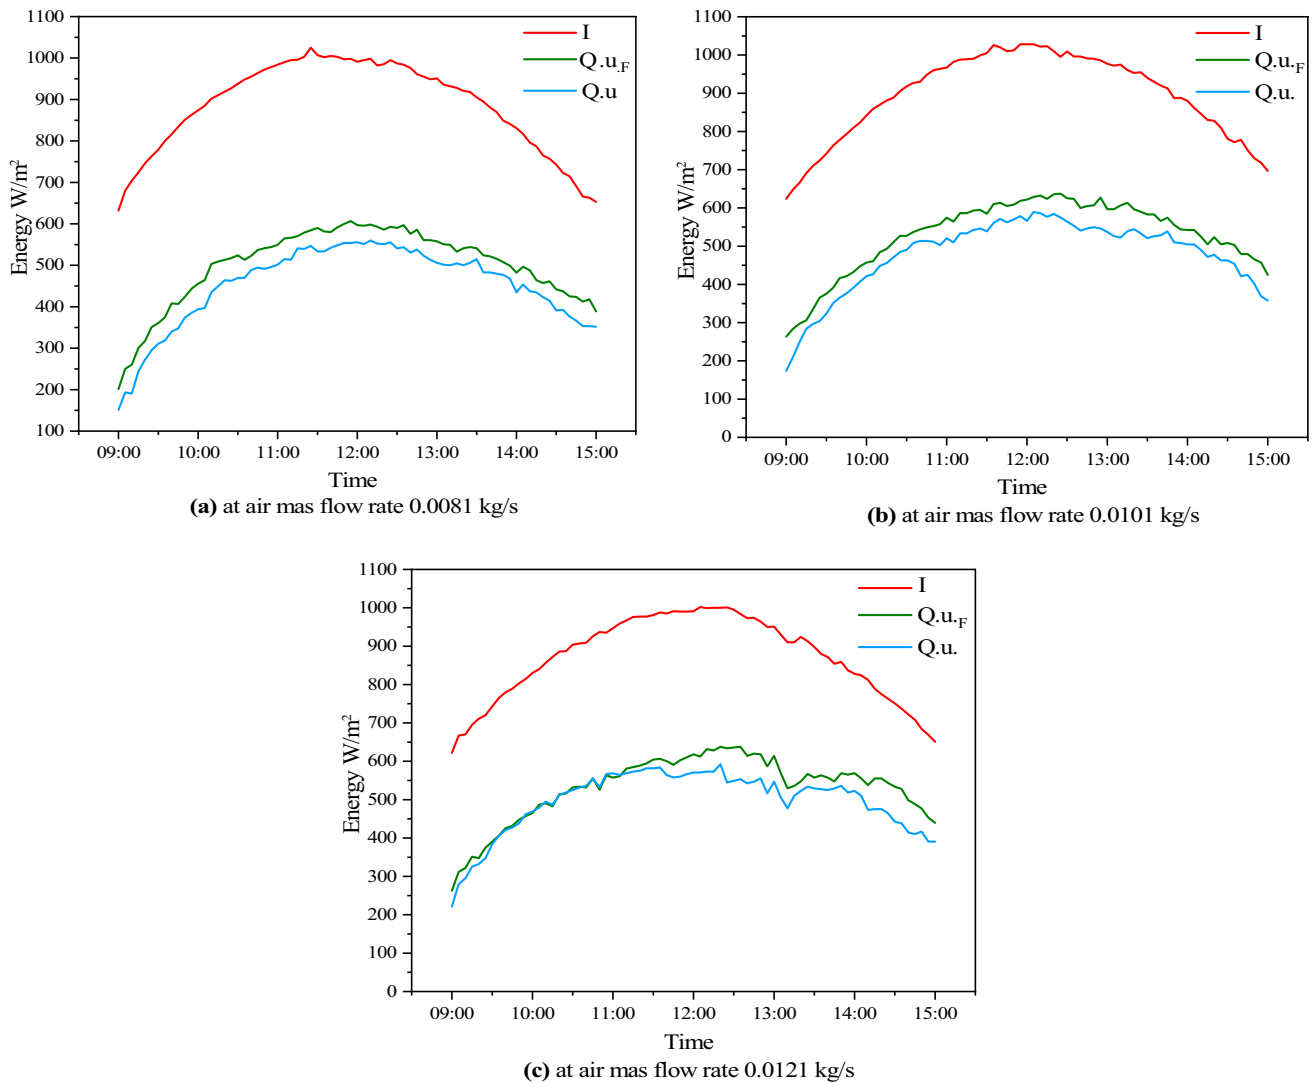 1100
1000
900
800
700
600
500
400
300
200
100
Energy W/m²
I
Q.u.F
Q.u
09:00 10:00 11:00 12:00 13:00 14:00 15:00
Time
(a) at air mas flow rate 0.0081 kg/s
1100
1000
900
800
700
600
500
400
300
200
100
0
Energy W/m²
I
Q.u.F
Q.u.
09:00 10:00 11:00 12:00 13:00 14:00 15:00
Time
(b) at air mas flow rate 0.0101 kg/s
1100
1000
900
800
700
600
500
400
300
200
100
0
Energy W/m²
I
Q.u.F
Q.u.
09:00 10:00 11:00 12:00 13:00 14:00 15:00
Time
(c) at air mas flow rate 0.0121 kg/s